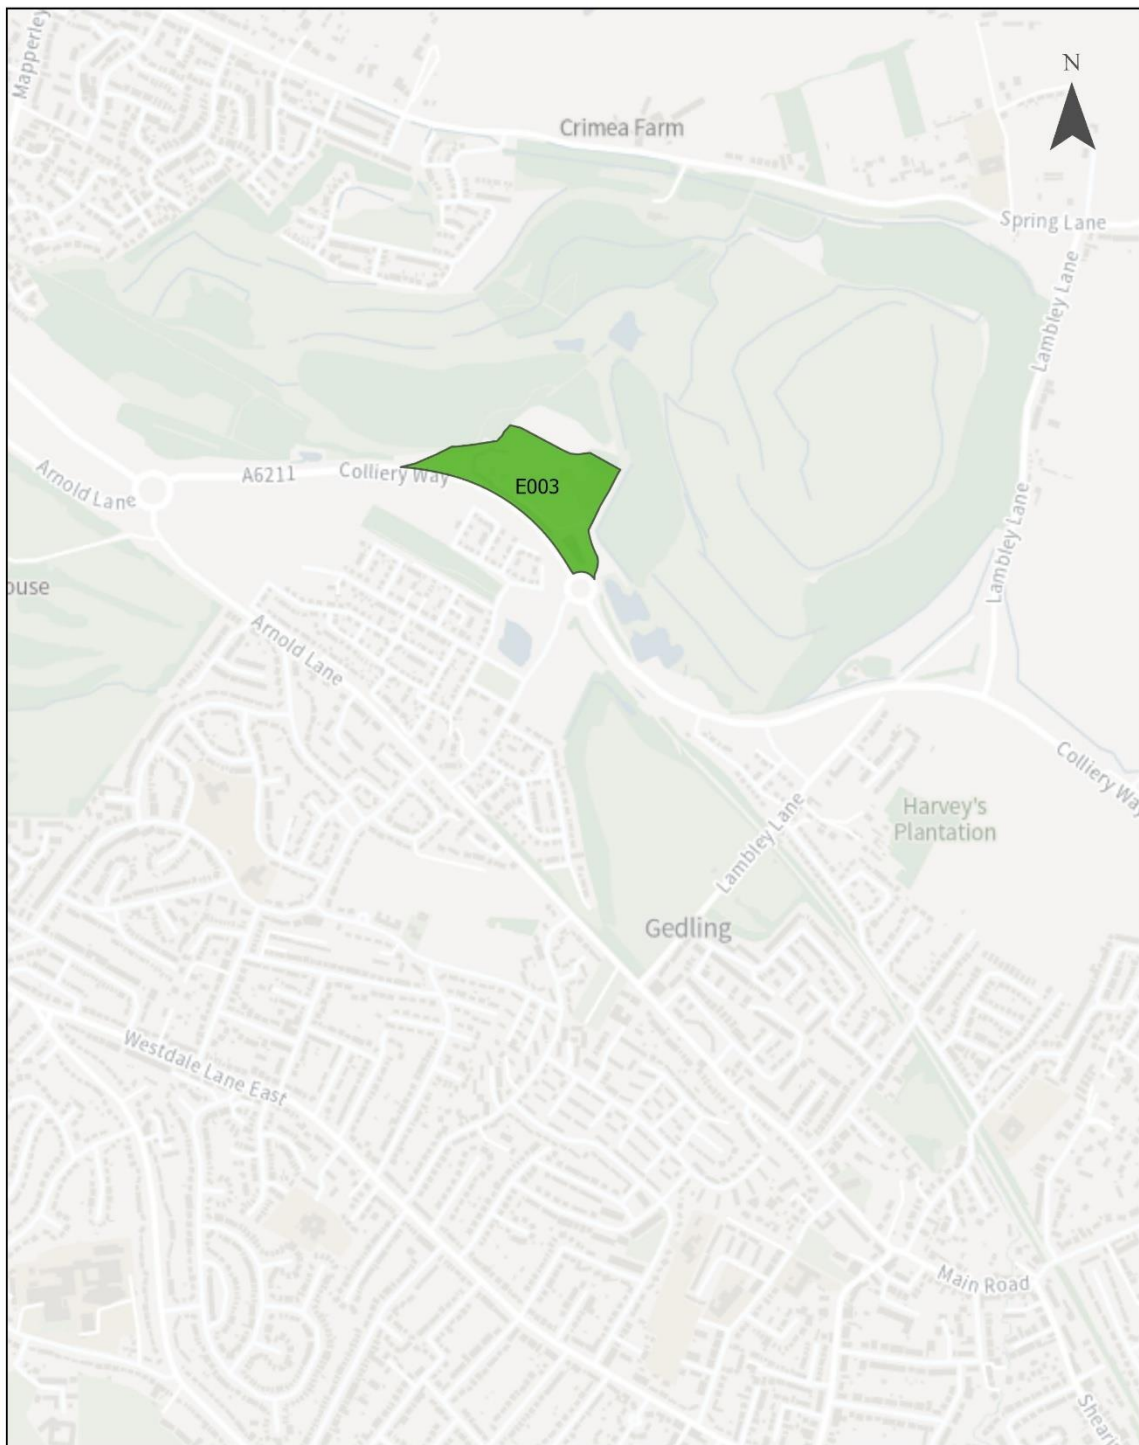 Mapperley
N
Crimea Farm
Spring Lane
Lambley Lane
Arnold Lane
A6211
Colliery Way
E003
Lambley Lane
ouse
Arnold Lane
Colliery Way
Harvey's
Plantation
Lambley Lane
Gedling
Westdale Lane East
Main Road
Sheari